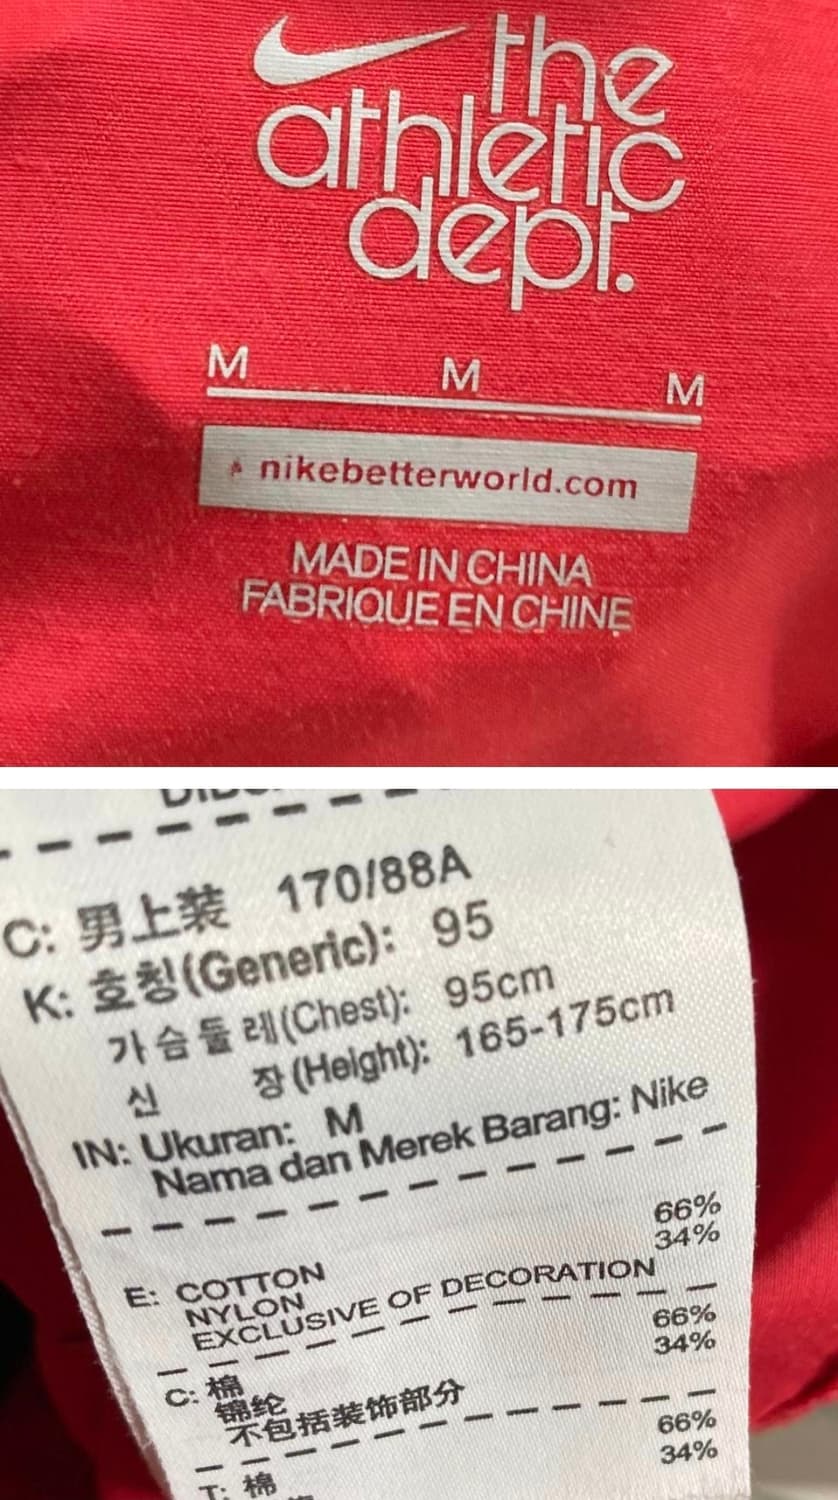 the
athletic
dept.
M M M
nikebetterworld.com
MADE IN CHINA
FABRIQUE EN CHINE
C: 男上装 170/88A
K: 호칭(Generic): 95
가슴둘레(Chest): 95cm
신 장(Height): 165-175cm
IN: Ukuran: M
Nama dan Merek Barang: Nike
E: COTTON 66%
NYLON 34%
EXCLUSIVE OF DECORATION
C: 棉 66%
锦纶 34%
不包括装饰部分
T: 棉 66%
34%